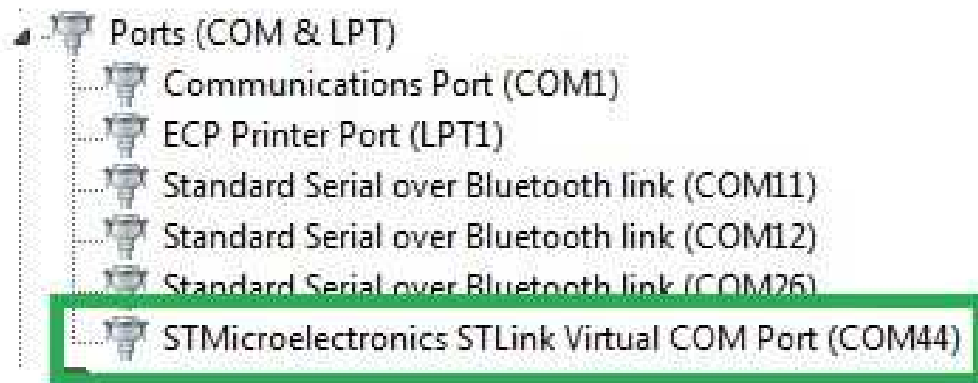 Ports (COM & LPT)
Communications Port (COM1)
ECP Printer Port (LPT1)
Standard Serial over Bluetooth link (COM11)
Standard Serial over Bluetooth link (COM12)
Standard Serial over Bluetooth link (COM26)
STMicroelectronics STLink Virtual COM Port (COM44)